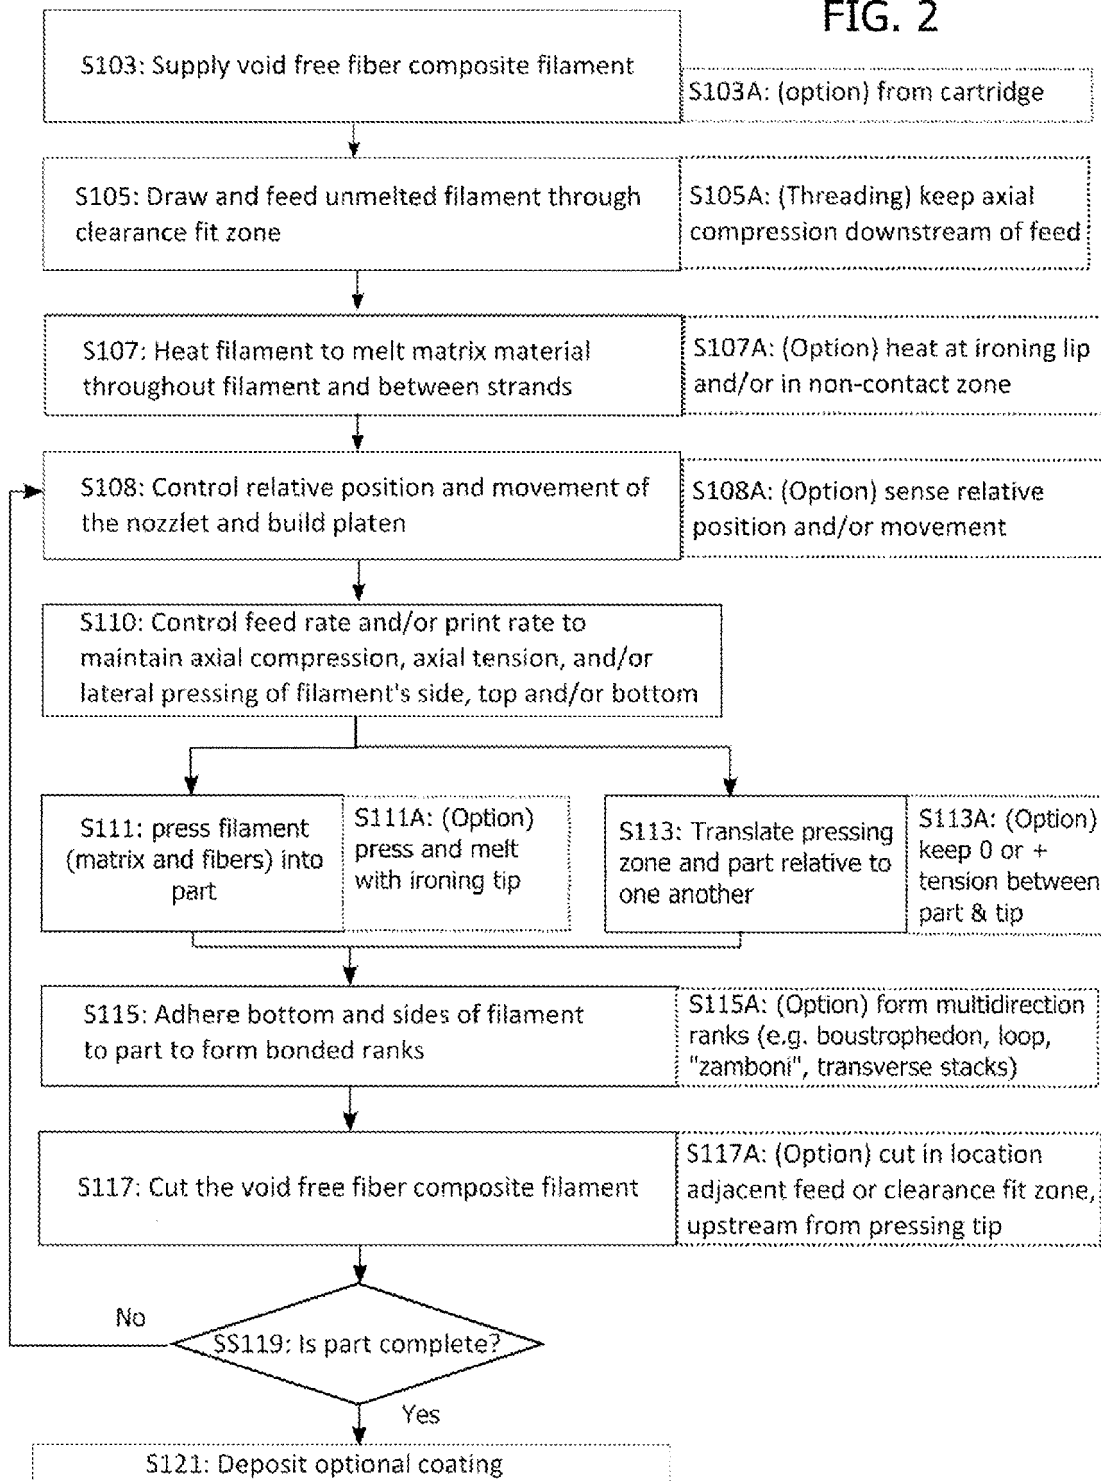 FIG. 2
S103: Supply void free fiber composite filament
S103A: (option) from cartridge
S105: Draw and feed unmelted filament through
clearance fit zone
S105A: (Threading) keep axial
compression downstream of feed
S107: Heat filament to melt matrix material
throughout filament and between strands
S107A: (Option) heat at ironing lip
and/or in non-contact zone
S108: Control relative position and movement of
the nozzlet and build platen
S108A: (Option) sense relative
position and/or movement
S110: Control feed rate and/or print rate to
maintain axial compression, axial tension, and/or
lateral pressing of filament's side, top and/or bottom
S111: press filament
(matrix and fibers) into
part
S111A: (Option)
press and melt
with ironing tip
S113: Translate pressing
zone and part relative to
one another
S113A: (Option)
keep 0 or +
tension between
part & tip
S115: Adhere bottom and sides of filament
to part to form bonded ranks
S115A: (Option) form multidirection
ranks (e.g. boustrophedon, loop,
"zamboni", transverse stacks)
S117: Cut the void free fiber composite filament
S117A: (Option) cut in location
adjacent feed or clearance fit zone,
upstream from pressing tip
No
SS119: Is part complete?
Yes
S121: Deposit optional coating